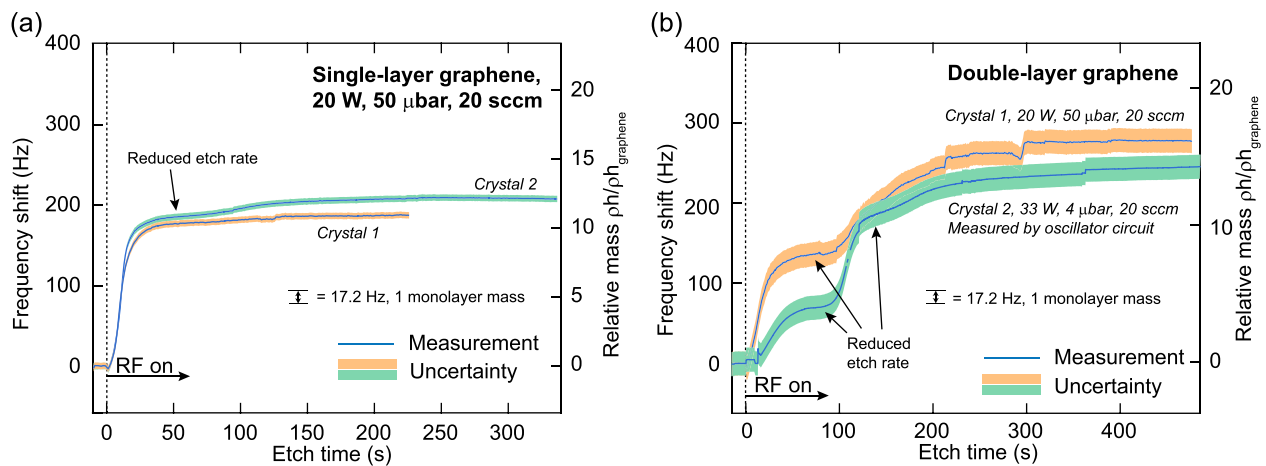 (a)
400
300
200
100
0
Frequency shift (Hz)
Single-layer graphene,
20 W, 50 μbar, 20 sccm
Reduced etch rate
Crystal 2
Crystal 1
= 17.2 Hz, 1 monolayer mass
Measurement
Uncertainty
RF on
20
15
10
5
0
Relative mass ρh/ρh graphene
0 50 100 150 200 250 300
Etch time (s)
(b)
400
300
200
100
0
Frequency shift (Hz)
Double-layer graphene
Crystal 1, 20 W, 50 μbar, 20 sccm
Crystal 2, 33 W, 4 μbar, 20 sccm
Measured by oscillator circuit
= 17.2 Hz, 1 monolayer mass
Reduced
etch rate
Measurement
Uncertainty
RF on
20
10
0
Relative mass ρh/ρh graphene
0 100 200 300 400
Etch time (s)